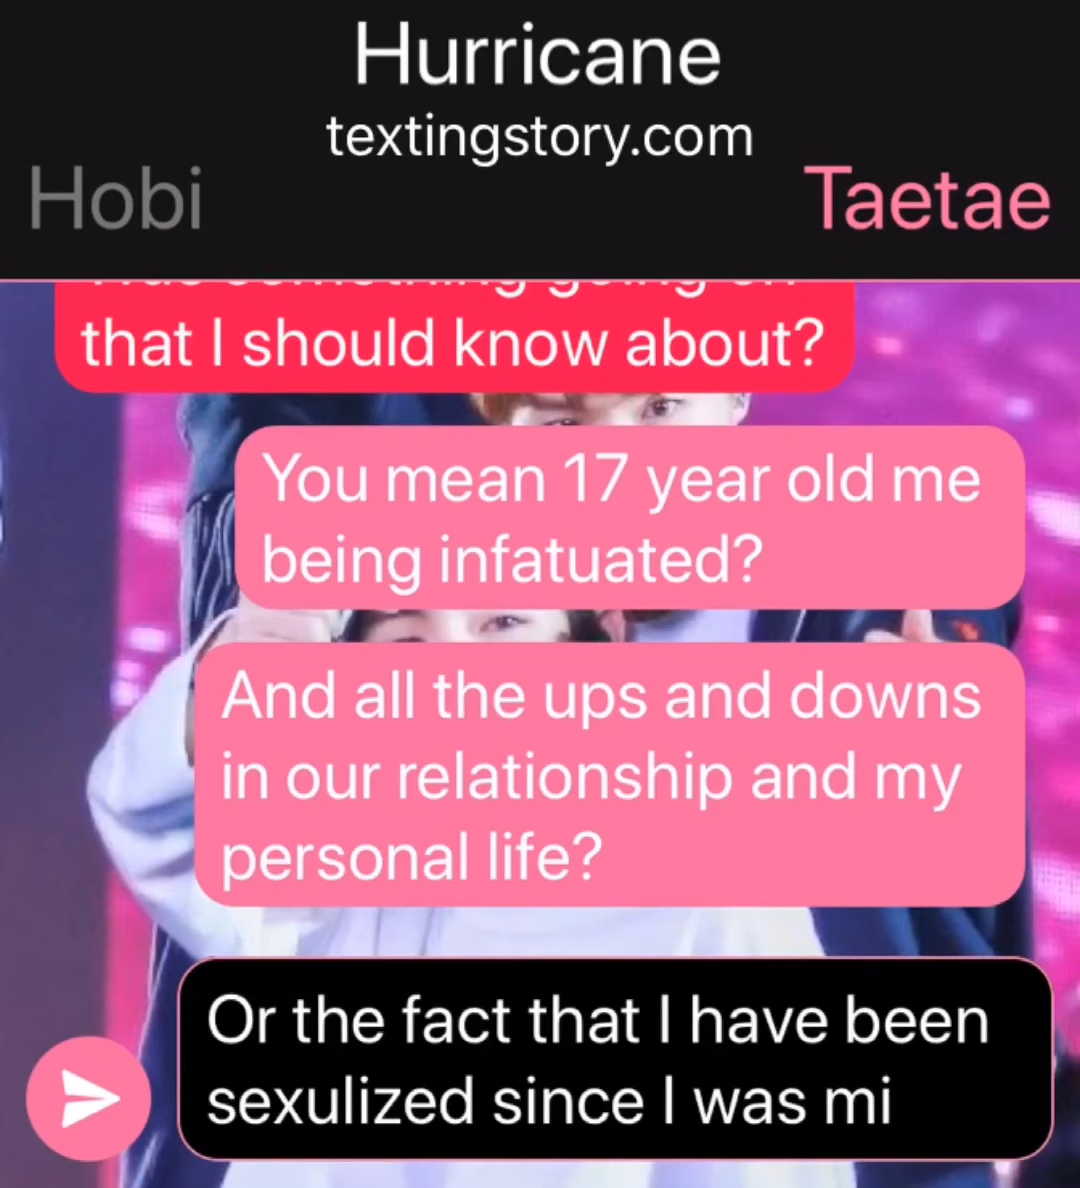 Hurricane
textingstory.com
Hobi
Taetae
that I should know about?
You mean 17 year old me
being infatuated?
And all the ups and downs
in our relationship and my
personal life?
Or the fact that I have been
sexulized since I was mi